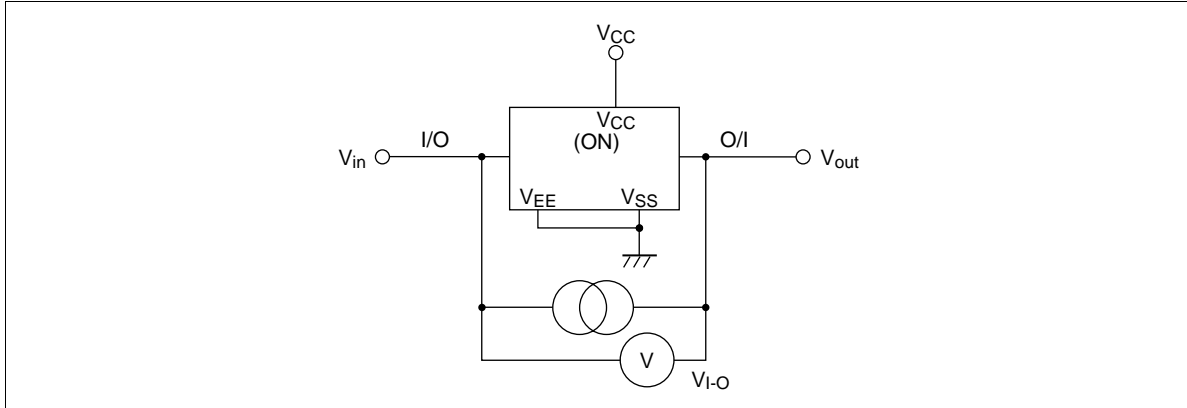 VCC
VCC
(ON)
I/O
O/I
Vin
Vout
VEE
VSS
V
VI-O